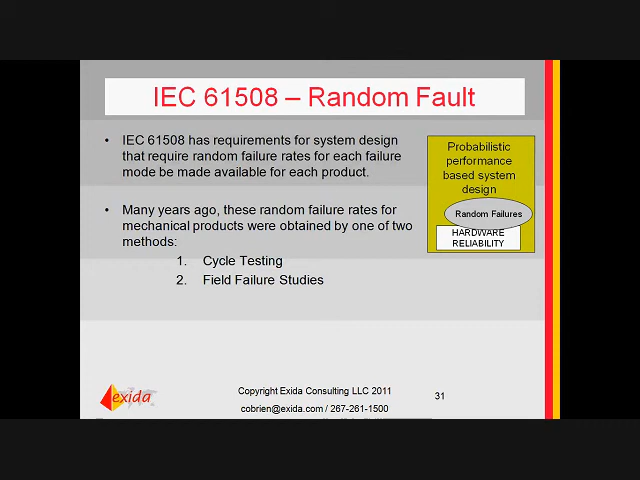 IEC 61508 – Random Fault
• IEC 61508 has requirements for system design
that require random failure rates for each failure
mode be made available for each product.
• Many years ago, these random failure rates for
mechanical products were obtained by one of two
methods:
1. Cycle Testing
2. Field Failure Studies
Probabilistic
performance
based system
design
Random Failures
HARDWARE
RELIABILITY
exida
Copyright Exida Consulting LLC 2011
cobrien@exida.com / 267-261-1500
31